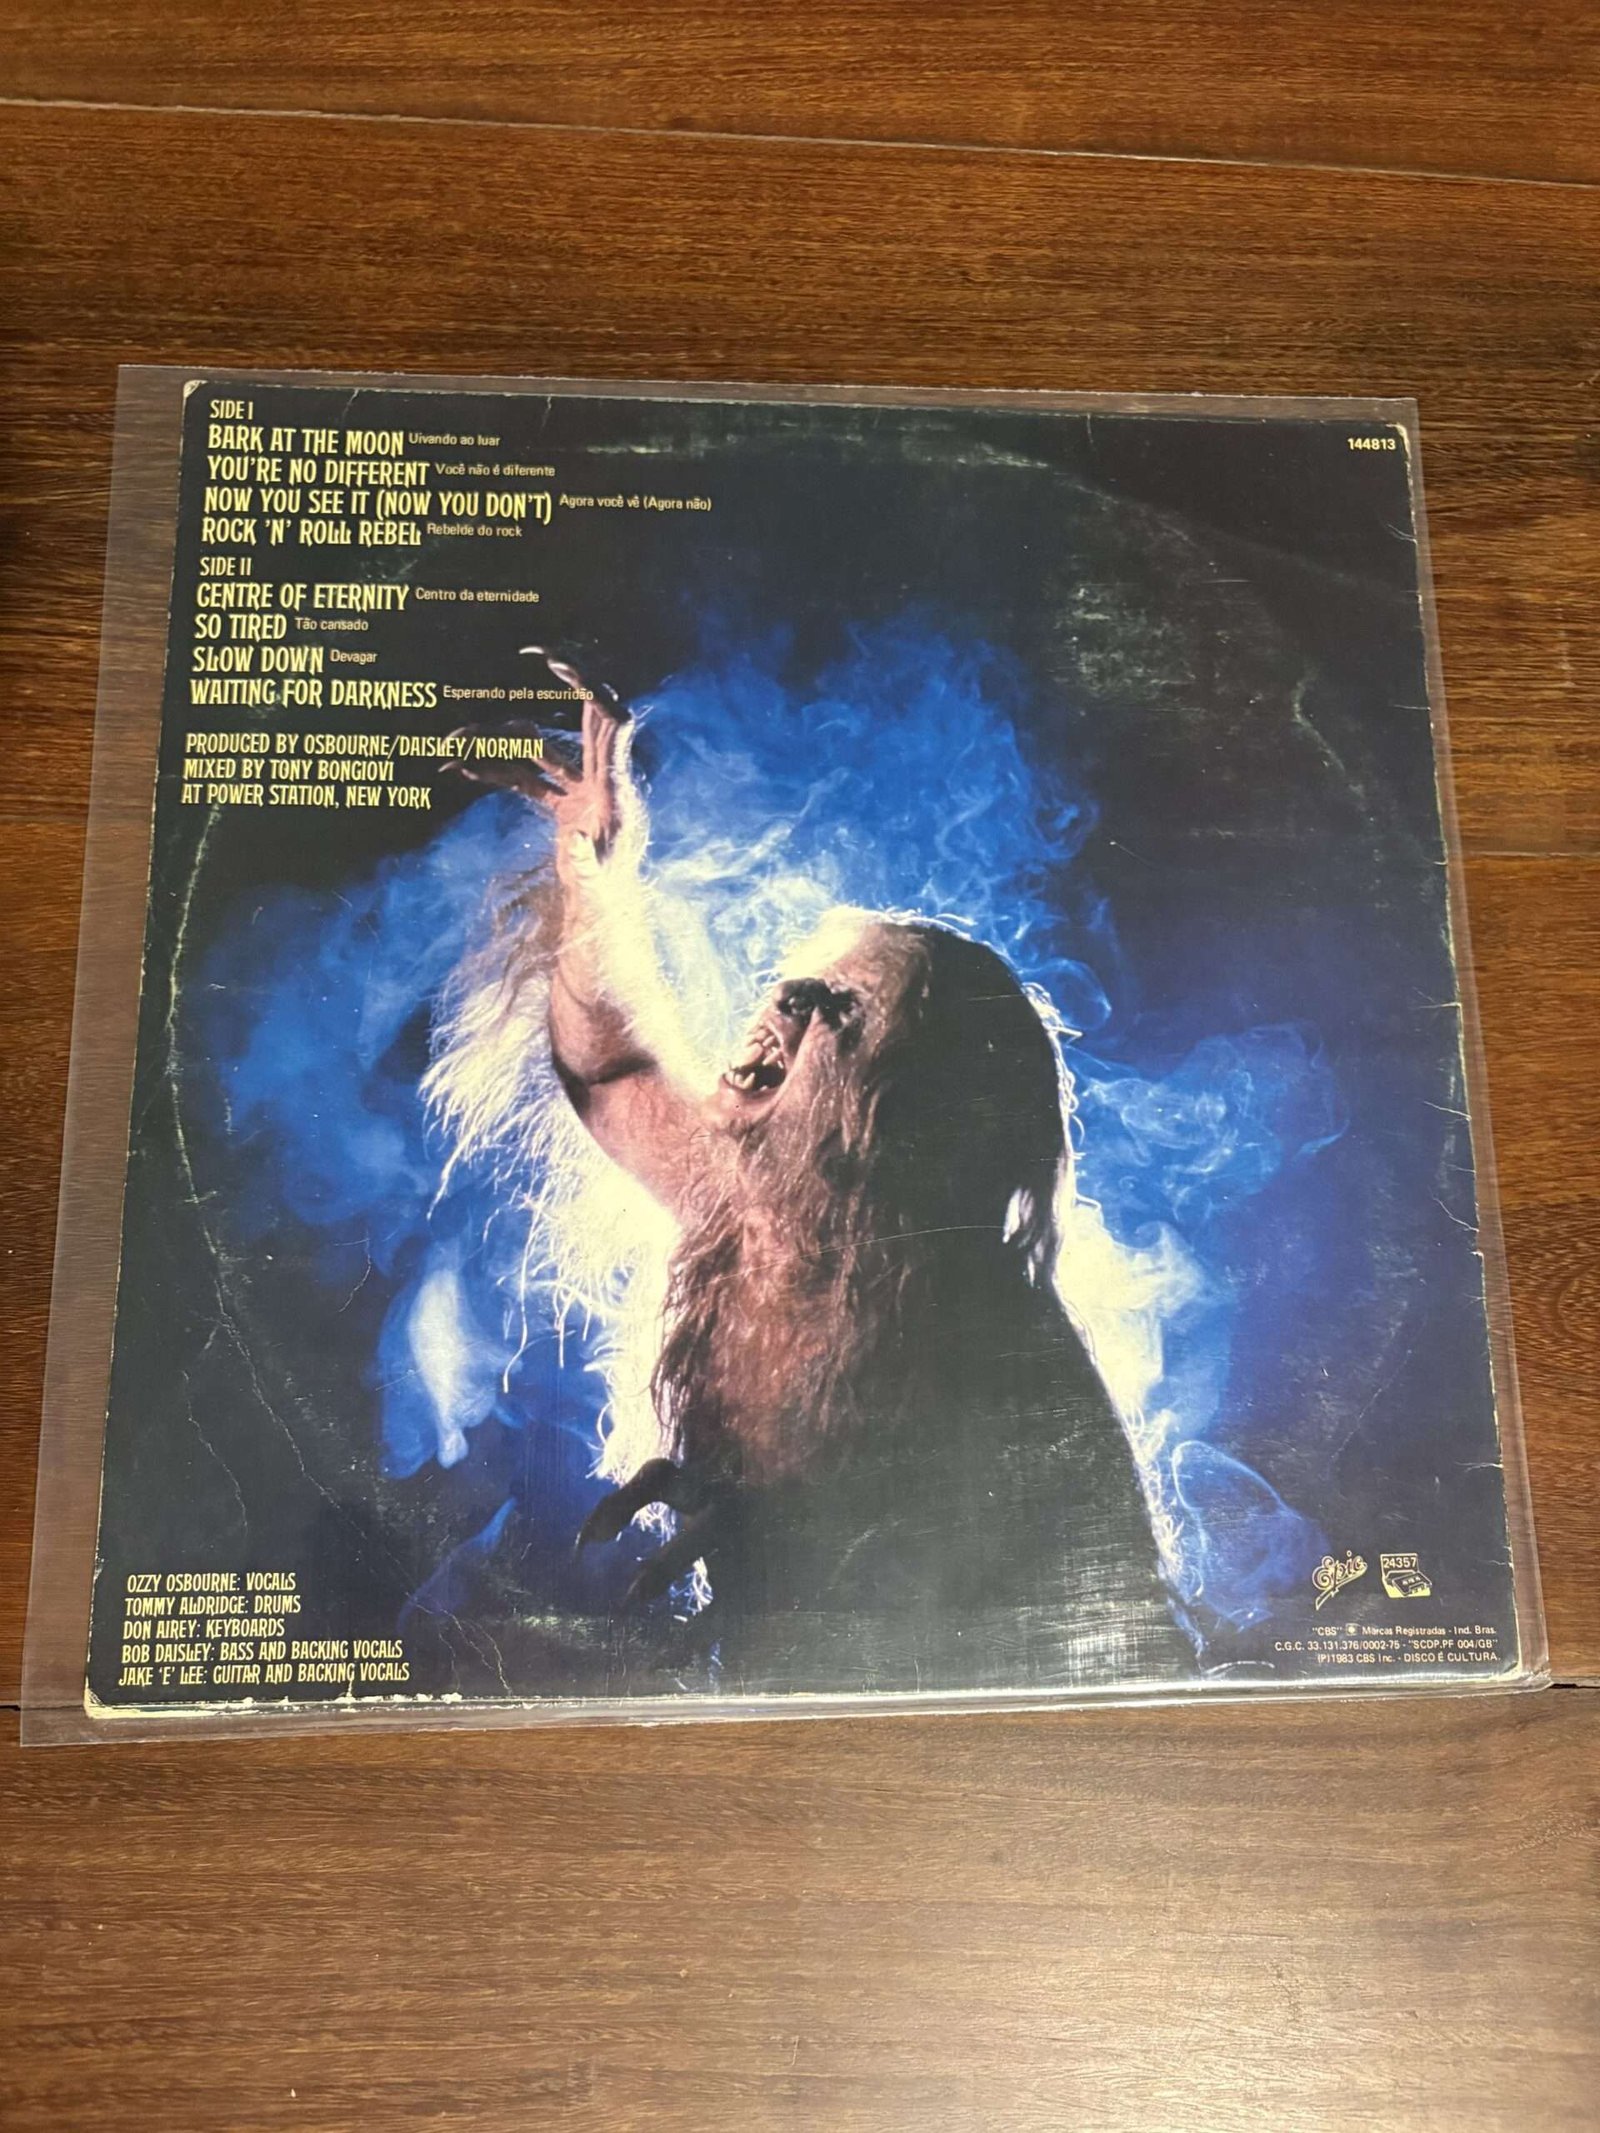 SIDE I
BARK AT THE MOON Uivando ao luar
YOU'RE NO DIFFERENT Você não é diferente
NOW YOU SEE IT (NOW YOU DON'T) Agora você vê (Agora não)
ROCK 'N' ROLL REBEL Rebelde do rock
SIDE II
CENTRE OF ETERNITY Centro da eternidade
SO TIRED Tão cansado
SLOW DOWN Devagar
WAITING FOR DARKNESS Esperando pela escuridão
PRODUCED BY OSBOURNE/DAISLEY/NORMAN
MIXED BY TONY BONGIOVI
AT POWER STATION, NEW YORK
144813
OZZY OSBOURNE: VOCALS
TOMMY ALDRIDGE: DRUMS
DON AIREY: KEYBOARDS
BOB DAISLEY: BASS AND BACKING VOCALS
JAKE 'E' LEE: GUITAR AND BACKING VOCALS
Epic
24357
"CBS" Marcas Registradas - Ind. Bras.
C.G.C. 33.131.376/0002-75 - "SCDP.PF 004/GB"
(P)1983 CBS Inc. - DISCO É CULTURA.